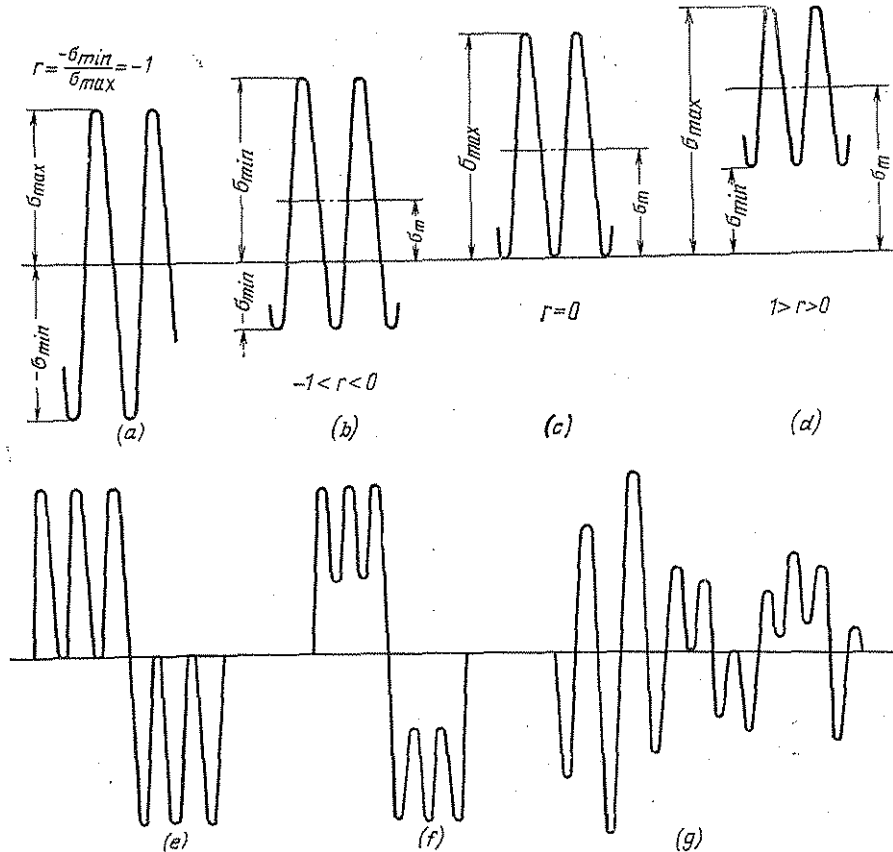 r = -σmin/σmax = -1
σmax
-σmin
(a)
σmin
-σmin
σm
-1 < r < 0
(b)
σmax
σm
r = 0
(c)
σmax
σmin
σm
1 > r > 0
(d)
(e)
(f)
(g)